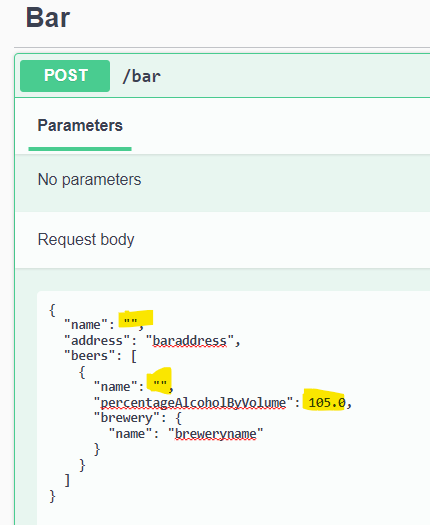 Bar
POST /bar
Parameters
No parameters
Request body
{
"name": "",
"address": "baraddress",
"beers": [
{
"name": "",
"percentageAlcoholByVolume": 105.0,
"brewery": {
"name": "breweryname"
}
}
]
}